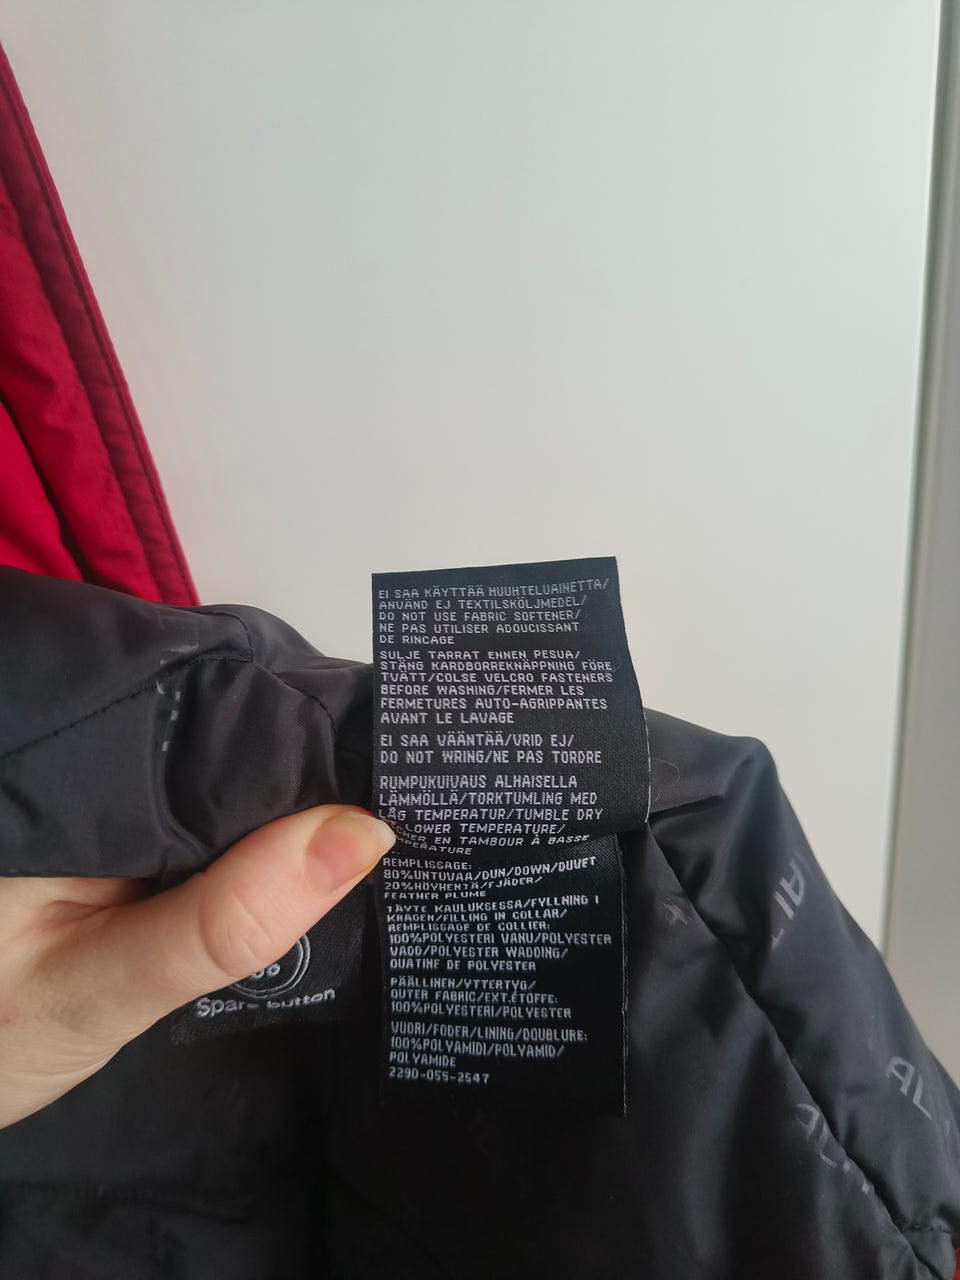 EI SAA KÄYTTÄÄ HUUHTELUAINETTA/
ANVÄND EJ TEXTILSKÖLJMEDEL/
DO NOT USE FABRIC SOFTENER/
NE PAS UTILISER ADOUCISSANT
DE RINCAGE
SULJE TARRAT ENNEN PESUA/
STÄNG KARDBORREKNÄPPNING FÖRE
TVÄTT/COLSE VELCRO FASTENERS
BEFORE WASHING/FERMER LES
FERMETURES AUTO-AGRIPPANTES
AVANT LE LAVAGE
EI SAA VÄÄNTÄÄ/VRID EJ/
DO NOT WRING/NE PAS TORDRE
RUMPUKUIVAUS ALHAISELLA
LÄMMÖLLÄ/TORKTUMLING MED
LÅG TEMPERATUR/TUMBLE DRY
LOWER TEMPERATURE/
EN TAMBOUR À BASSE
REMPLISSAGE:
80%UNTUVAA/DUN/DOWN/DUVET
20%HÖYHENTÄ/FJÄDER/
FEATHER PLUME
TÄYTE KAULUKSESSA/FYLLNING I
KRAGEN/FILLING IN COLLAR/
REMPLISSAGE DE COLLIER:
100%POLYESTERI VANU/POLYESTER
VADD/POLYESTER WADDING/
OUATINE DE POLYESTER
PÄÄLLINEN/YTTERTYG/
OUTER FABRIC/EXT.ÉTOFFE:
100%POLYESTERI/POLYESTER
VUORI/FODER/LINING/DOUBLURE:
100%POLYAMIDI/POLYAMID/
POLYAMIDE
2290-055-2547
Spare button